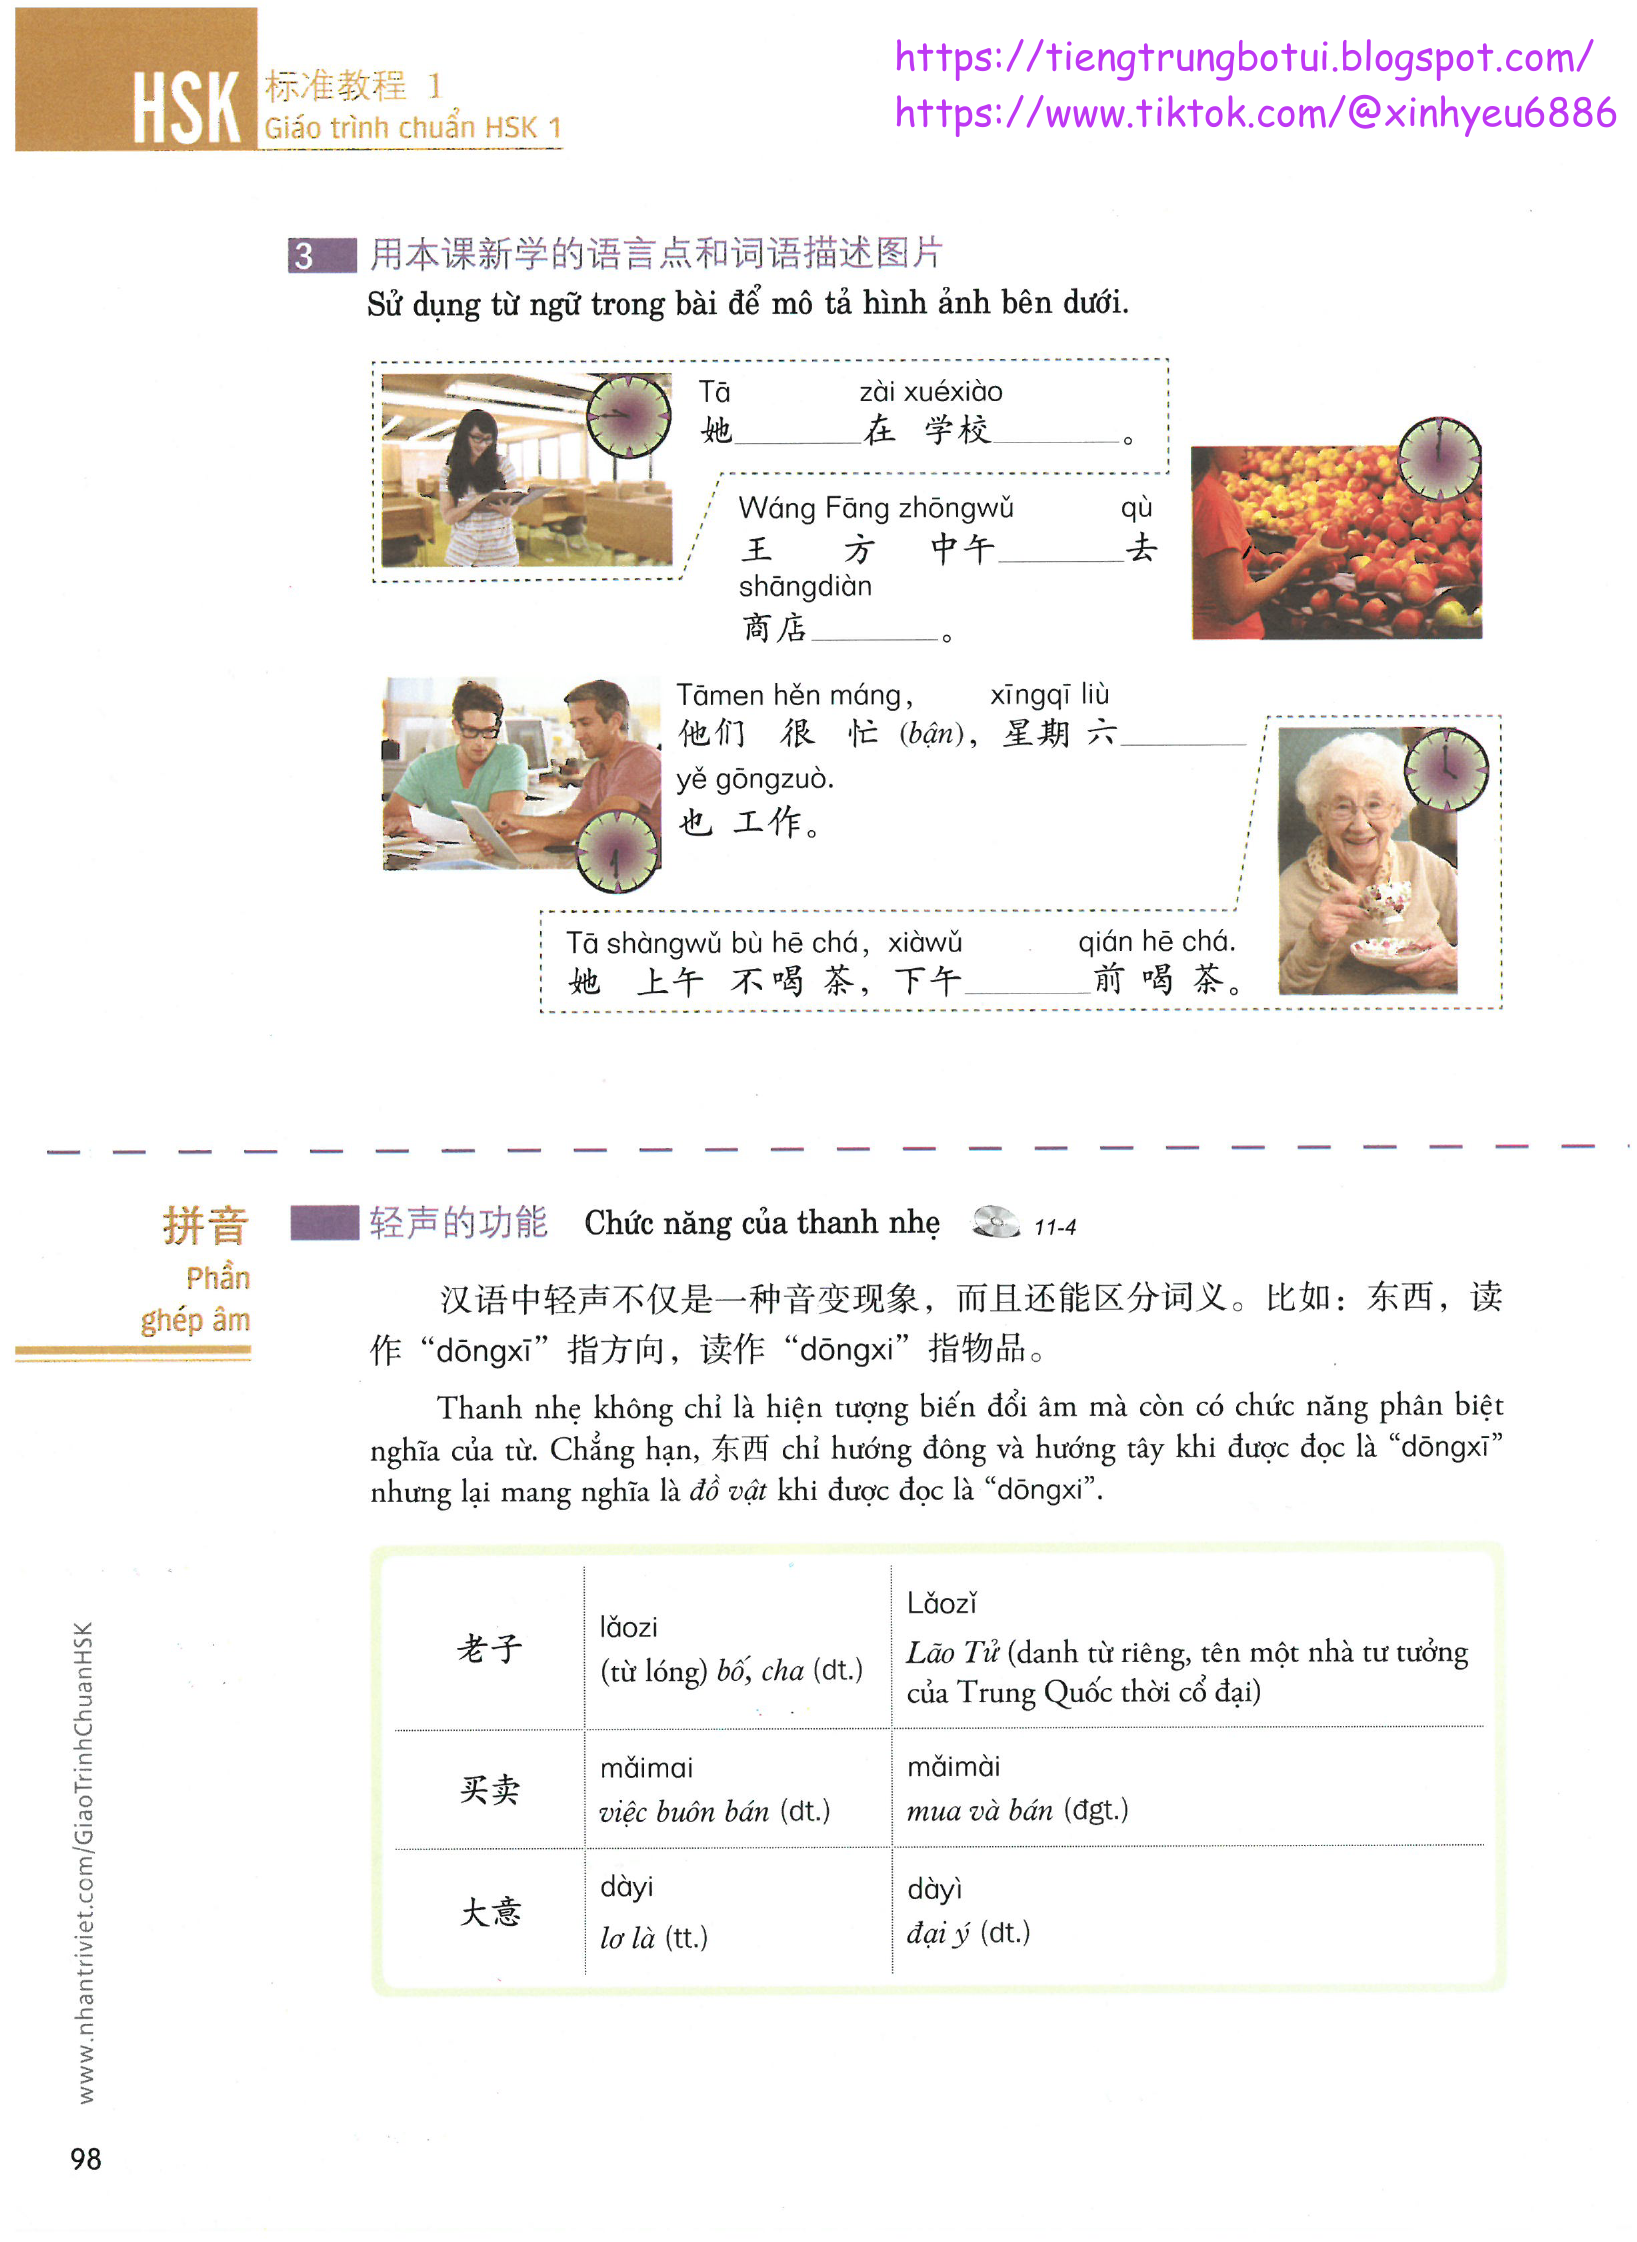 https://tiengtrungbotui.blogspot.com/
https://www.tiktok.com/@xinhyeu6886
HSK 标准教程 1
Giáo trình chuẩn HSK 1
3 用本课新学的语言点和词语描述图片
Sử dụng từ ngữ trong bài để mô tả hình ảnh bên dưới.
Tā zài xuéxiào
她________在 学校________。
Wáng Fāng zhōngwǔ qù
王 方 中午________去
shāngdiàn
商店________。
Tāmen hěn máng, xīngqī liù
他们 很 忙 (bận), 星期 六________
yě gōngzuò.
也 工作。
Tā shàngwǔ bù hē chá, xiàwǔ qián hē chá.
她 上午 不喝 茶, 下午________前 喝 茶。
拼音
Phần
ghép âm
轻声的功能 Chức năng của thanh nhẹ 11-4
汉语中轻声不仅是一种音变现象，而且还能区分词义。比如：东西，读
作 “dōngxī” 指方向，读作 “dōngxi” 指物品。
Thanh nhẹ không chỉ là hiện tượng biến đổi âm mà còn có chức năng phân biệt
nghĩa của từ. Chẳng hạn, 东西 chỉ hướng đông và hướng tây khi được đọc là “dōngxī”
nhưng lại mang nghĩa là đồ vật khi được đọc là “dōngxi”.
老子
lǎozi
(từ lóng) bố, cha (dt.)
Lǎozǐ
Lão Tử (danh từ riêng, tên một nhà tư tưởng
của Trung Quốc thời cổ đại)
买卖
mǎimai
việc buôn bán (dt.)
mǎimài
mua và bán (đgt.)
大意
dàyi
lơ là (tt.)
dàyì
đại ý (dt.)
www.nhantriviet.com/GiaoTrinhChuanHSK
98